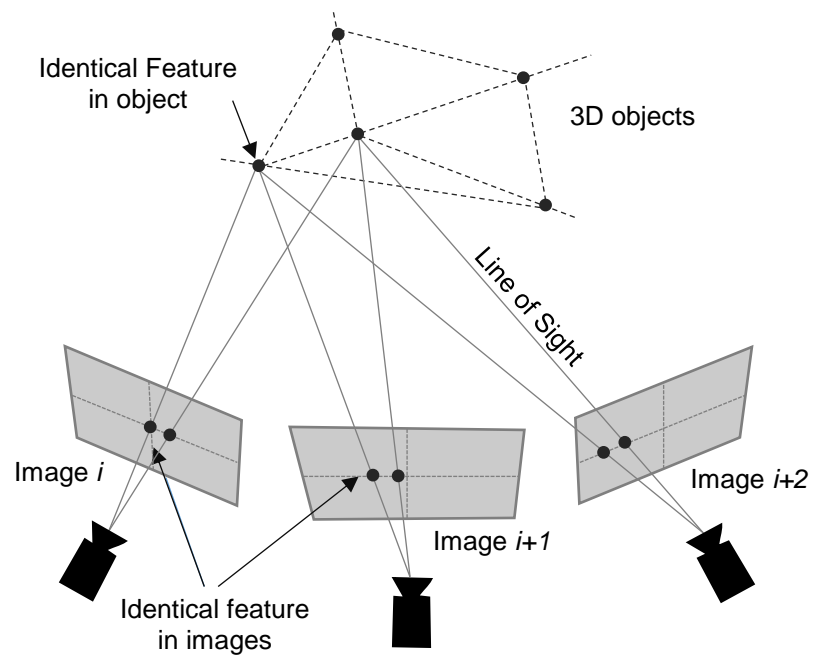 Identical Feature
in object
3D objects
Line of Sight
Image i
Image i+2
Image i+1
Identical feature
in images